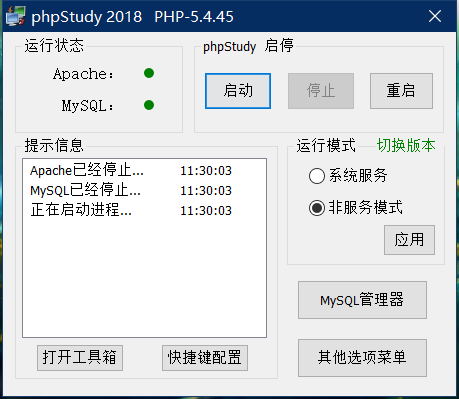 phpStudy 2018 PHP-5.4.45
运行状态
Apache:
MySQL:
phpStudy 启停
启动
停止
重启
提示信息
Apache已经停止... 11:30:03
MySQL已经停止... 11:30:03
正在启动进程... 11:30:03
打开工具箱
快捷键配置
运行模式 切换版本
系统服务
非服务模式
应用
MySQL管理器
其他选项菜单